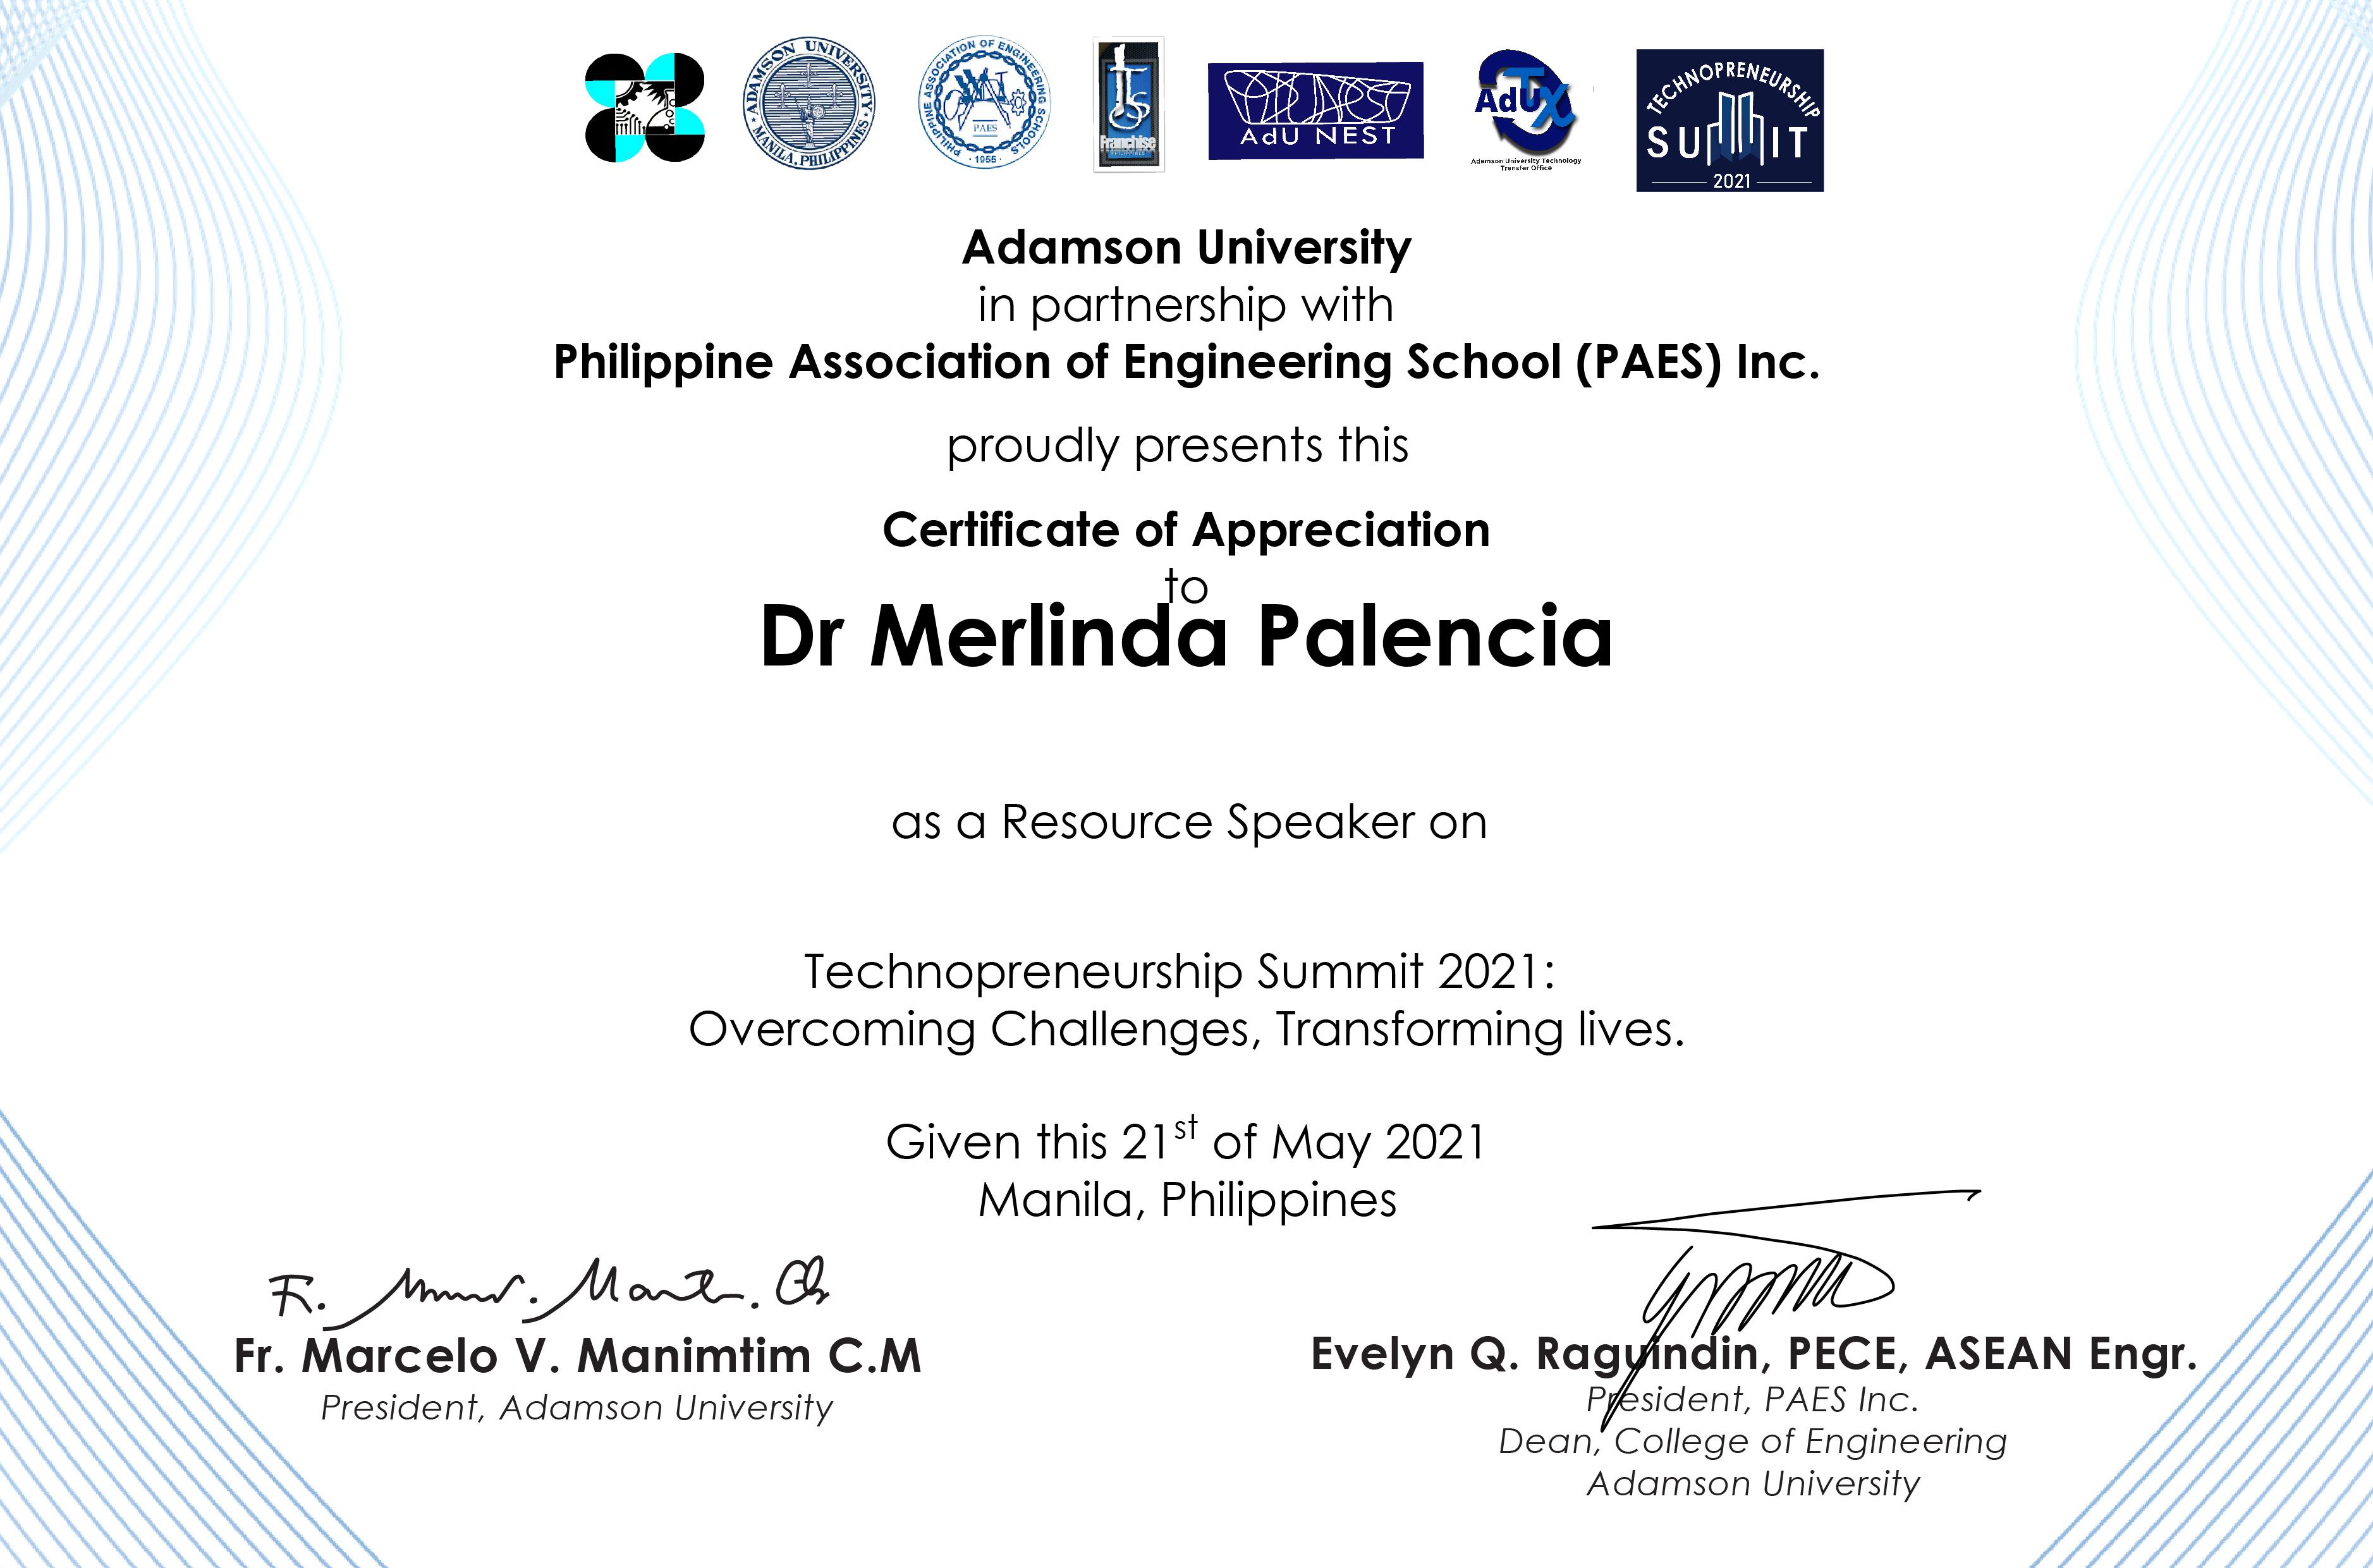 ADAMSON UNIVERSITY
MANILA, PHILIPPINES
PHILIPPINE ASSOCIATION OF ENGINEERING SCHOOLS
PAES
1955
Franchise
AdU NEST
AdU TX
Adamson University Technology
Transfer Office
TECHNOPRENEURSHIP
SUMMIT
2021
Adamson University
in partnership with
Philippine Association of Engineering School (PAES) Inc.
proudly presents this
Certificate of Appreciation
to
Dr Merlinda Palencia
as a Resource Speaker on
Technopreneurship Summit 2021:
Overcoming Challenges, Transforming lives.
Given this 21st of May 2021
Manila, Philippines
Fr. Marcelo V. Manimtim C.M
President, Adamson University
Evelyn Q. Raguindin, PECE, ASEAN Engr.
President, PAES Inc.
Dean, College of Engineering
Adamson University